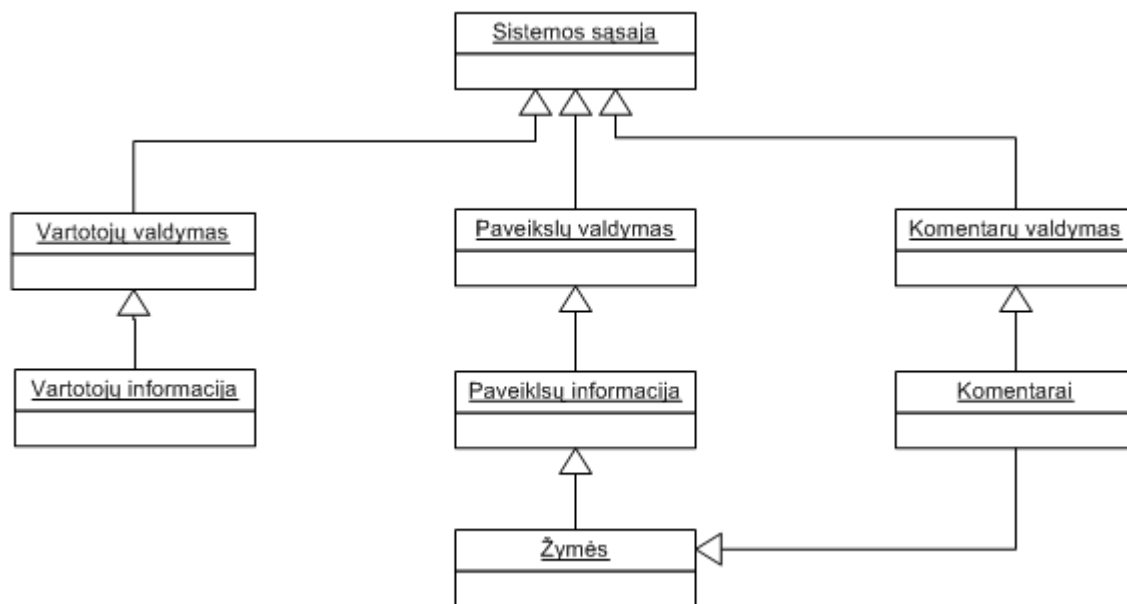 Sistemos sąsaja
Vartotojų valdymas
Paveikslų valdymas
Komentarų valdymas
Vartotojų informacija
Paveiklsų informacija
Komentarai
Žymės